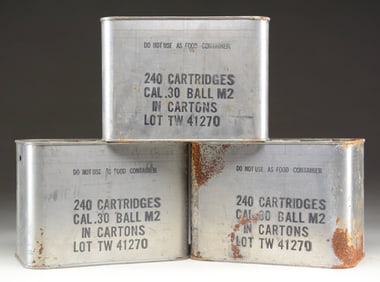 DO NOT USE AS FOOD CONTAINER
240 CARTRIDGES
CAL.30 BALL M2
IN CARTONS
LOT TW 41270
DO NOT USE AS FOOD CONTAINER
240 CARTRIDGES
CAL.30 BALL M2
IN CARTONS
LOT TW 41270
DO NOT USE AS FOOD CONTAINER
240 CARTRIDGES
CAL.30 BALL M2
IN CARTONS
LOT TW 41270